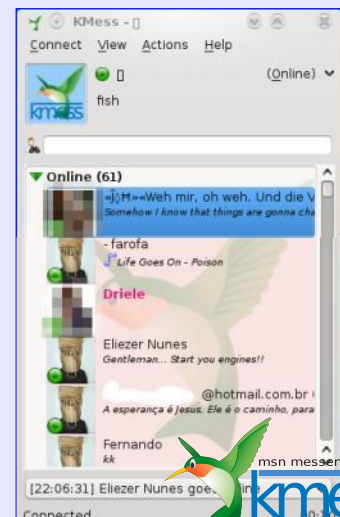 KMess - []
Connect View Actions Help
(Online)
fish
kmess
Online (61)
Weh mir, oh weh. Und die V
Somehow I know that things are gonna cha
- farofa
Life Goes On - Poison
Driele
Eliezer Nunes
Gentleman... Start you engines!!
@hotmail.com.br
A esperança é Jesus. Ele é o caminho, para
Fernando
kk
msn messen
[22:06:31] Eliezer Nunes goes
kme
Connected